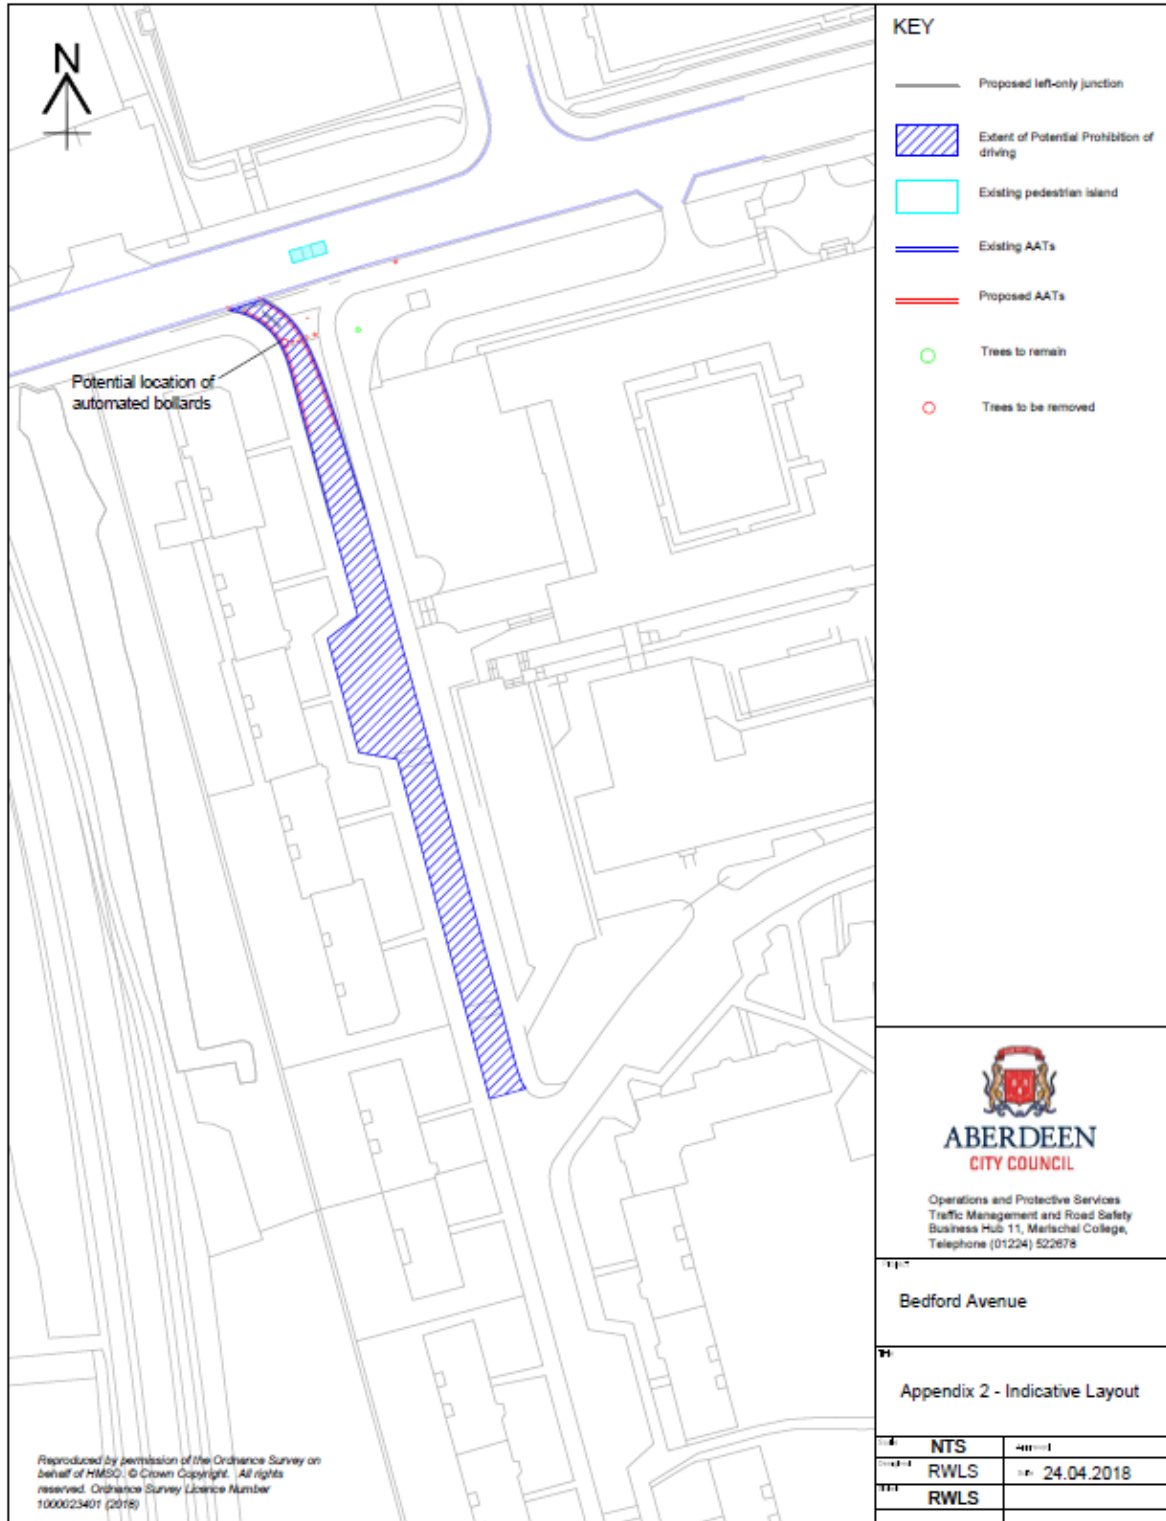 N
Potential location of
automated bollards
Reproduced by permission of the Ordnance Survey on
behalf of HMSO. © Crown Copyright. All rights
reserved. Ordnance Survey Licence Number
1000023401 (2018)
KEY
Proposed left-only junction
Extent of Potential Prohibition of
driving
Existing pedestrian island
Existing AATs
Proposed AATs
Trees to remain
Trees to be removed
ABERDEEN
CITY COUNCIL
Operations and Protective Services
Traffic Management and Road Safety
Business Hub 11, Marischal College,
Telephone (01224) 522678
Bedford Avenue
Appendix 2 - Indicative Layout
NTS
RWLS
24.04.2018
RWLS